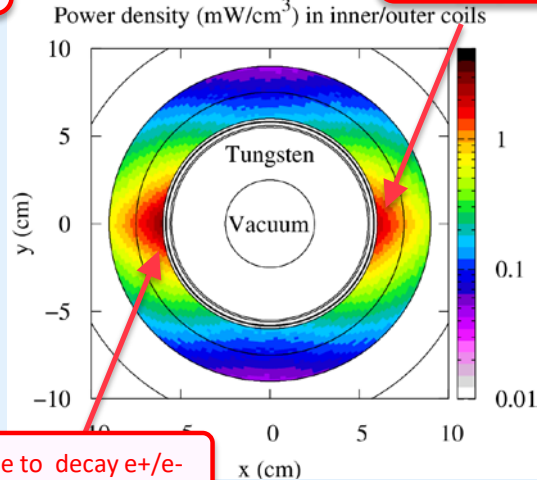 Power density (mW/cm³) in inner/outer coils
10
5
0
−5
−10
y (cm)
Tungsten
Vacuum
1
0.1
0.01
0
5
10
x (cm)
e to decay e+/e-